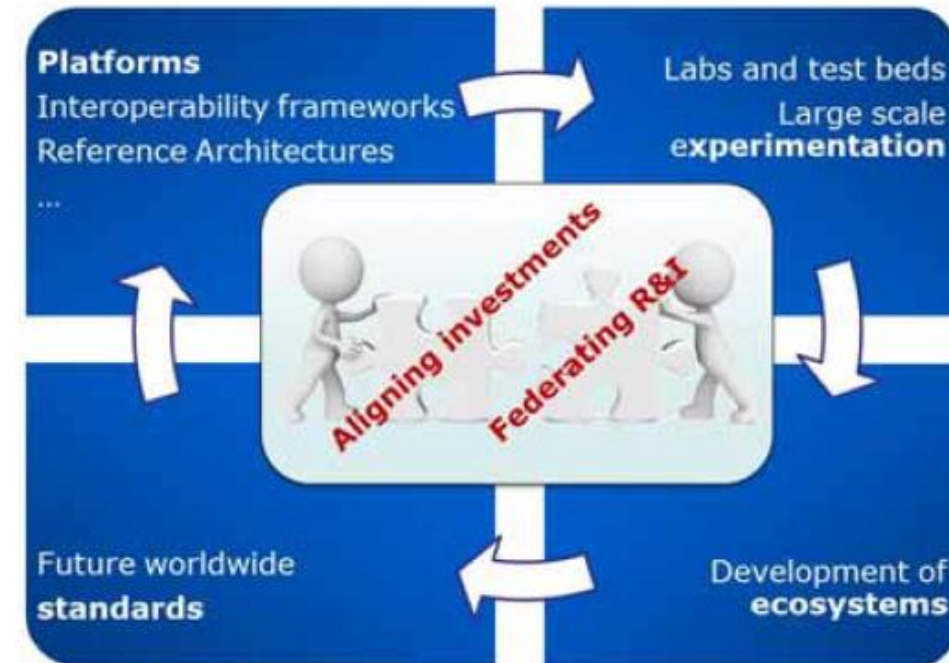 Platforms
Interoperability frameworks
Reference Architectures
...
Labs and test beds
Large scale
experimentation
Aligning investments
Federating R&I
Future worldwide
standards
Development of
ecosystems